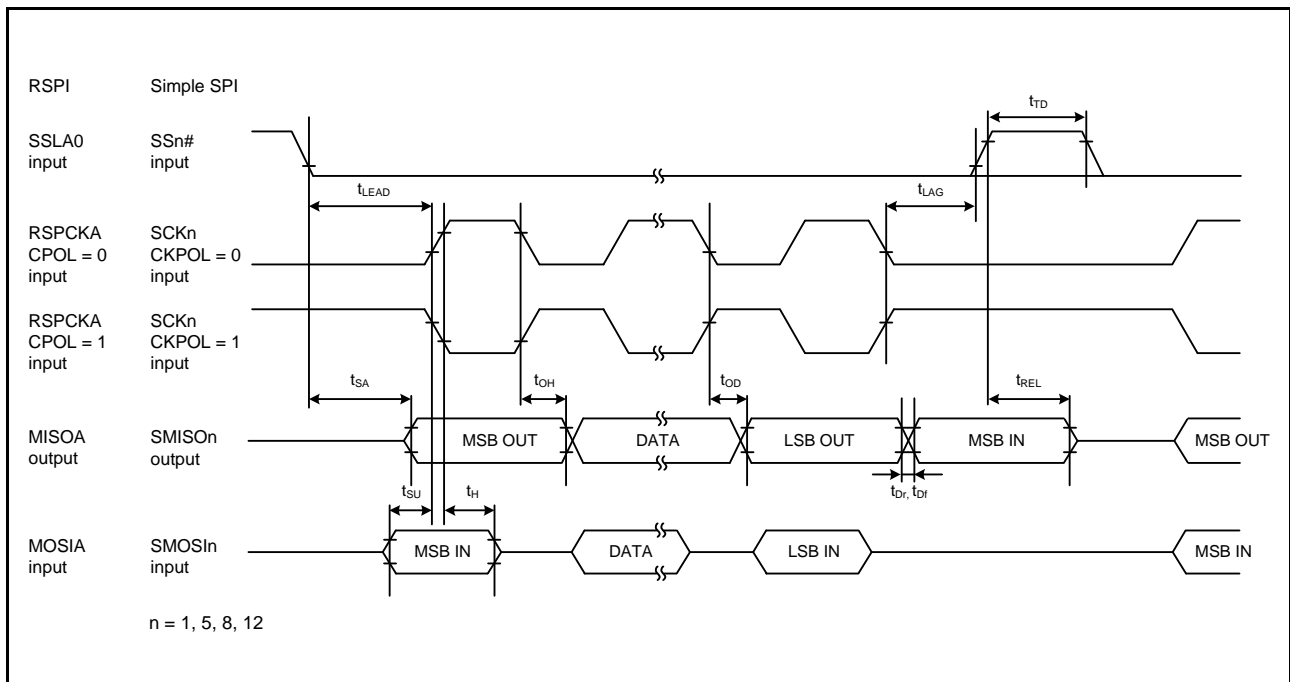 RSPI Simple SPI
tTD
SSLA0 SSn#
input input
tLEAD
tLAG
RSPCKA SCKn
CPOL = 0 CKPOL = 0
input input
RSPCKA SCKn
CPOL = 1 CKPOL = 1
input input
tSA tOH tOD tREL
MISOA SMISOn
output output
MSB OUT DATA LSB OUT MSB IN MSB OUT
tSU tH tDr, tDf
MOSIA SMOSIn
input input
MSB IN DATA LSB IN MSB IN
n = 1, 5, 8, 12